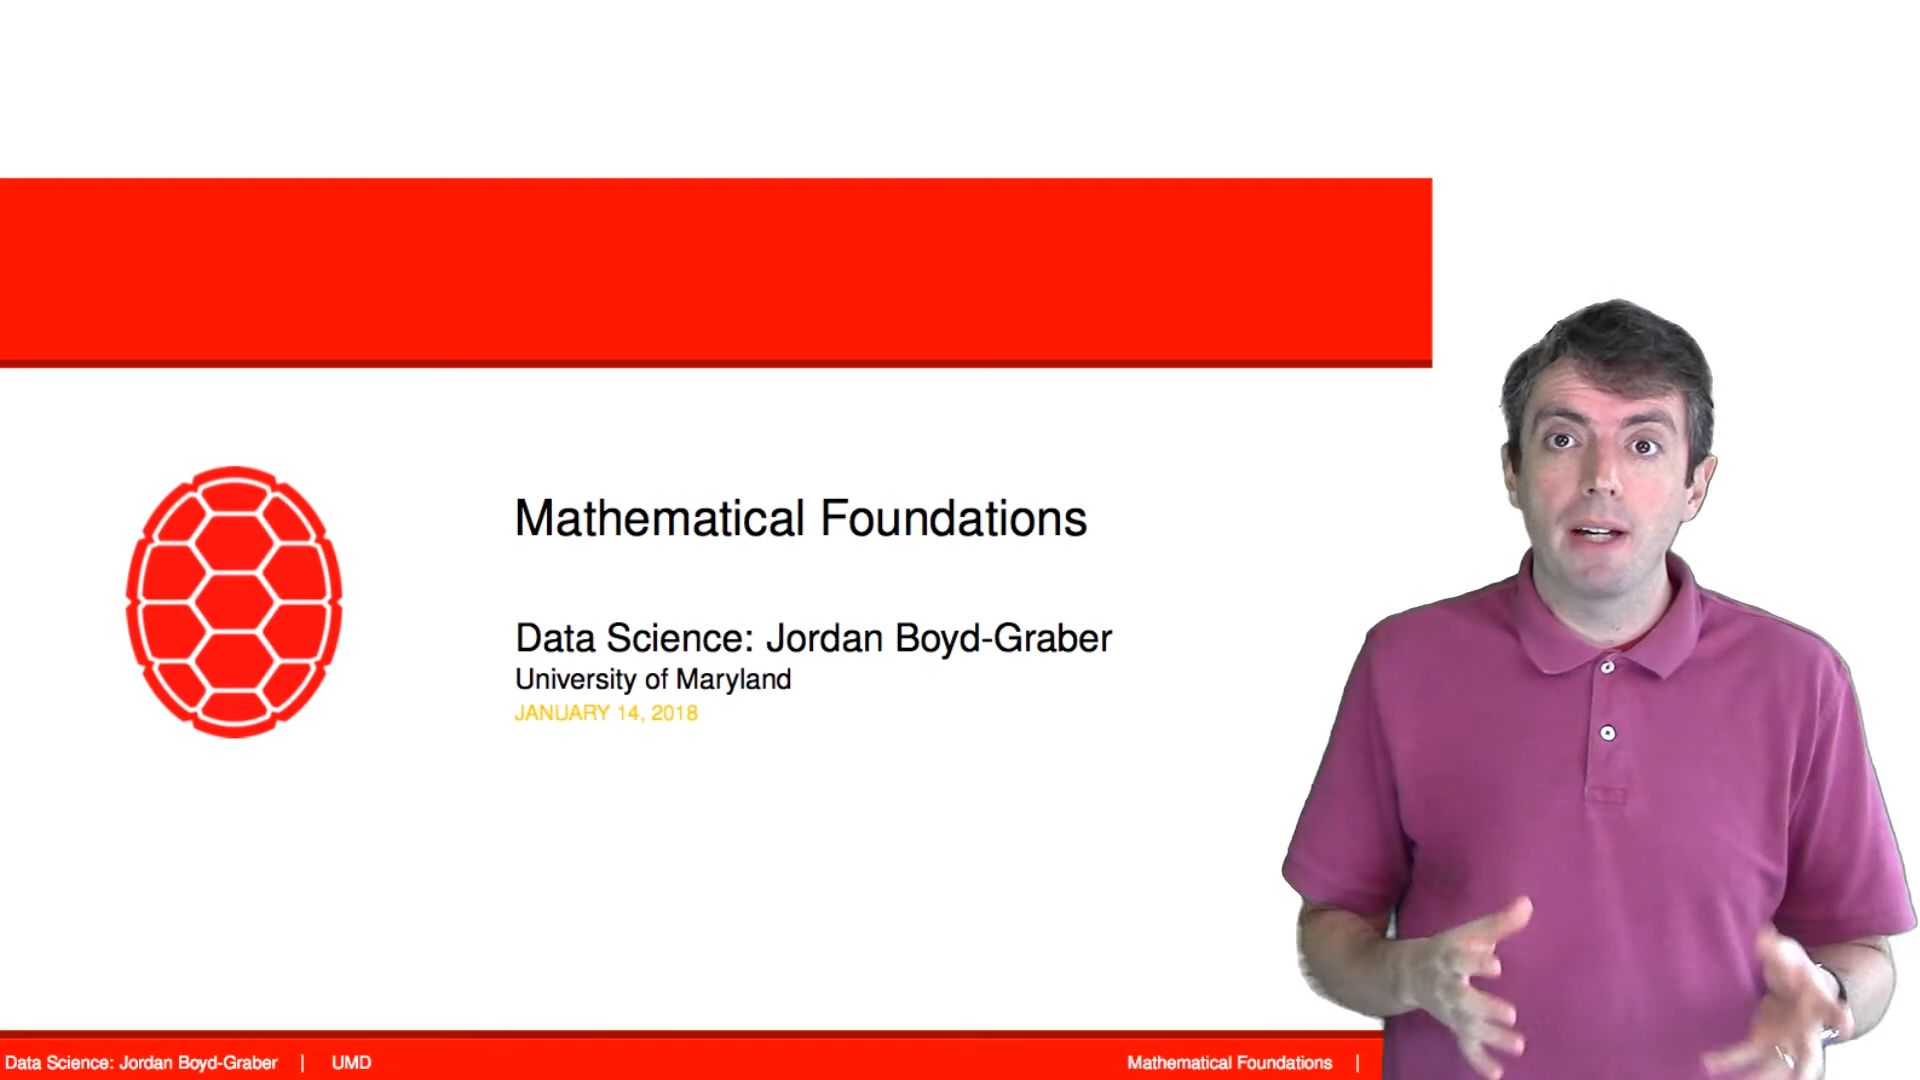 Mathematical Foundations
Data Science: Jordan Boyd-Graber
University of Maryland
JANUARY 14, 2018
Data Science: Jordan Boyd-Graber | UMD
Mathematical Foundations |